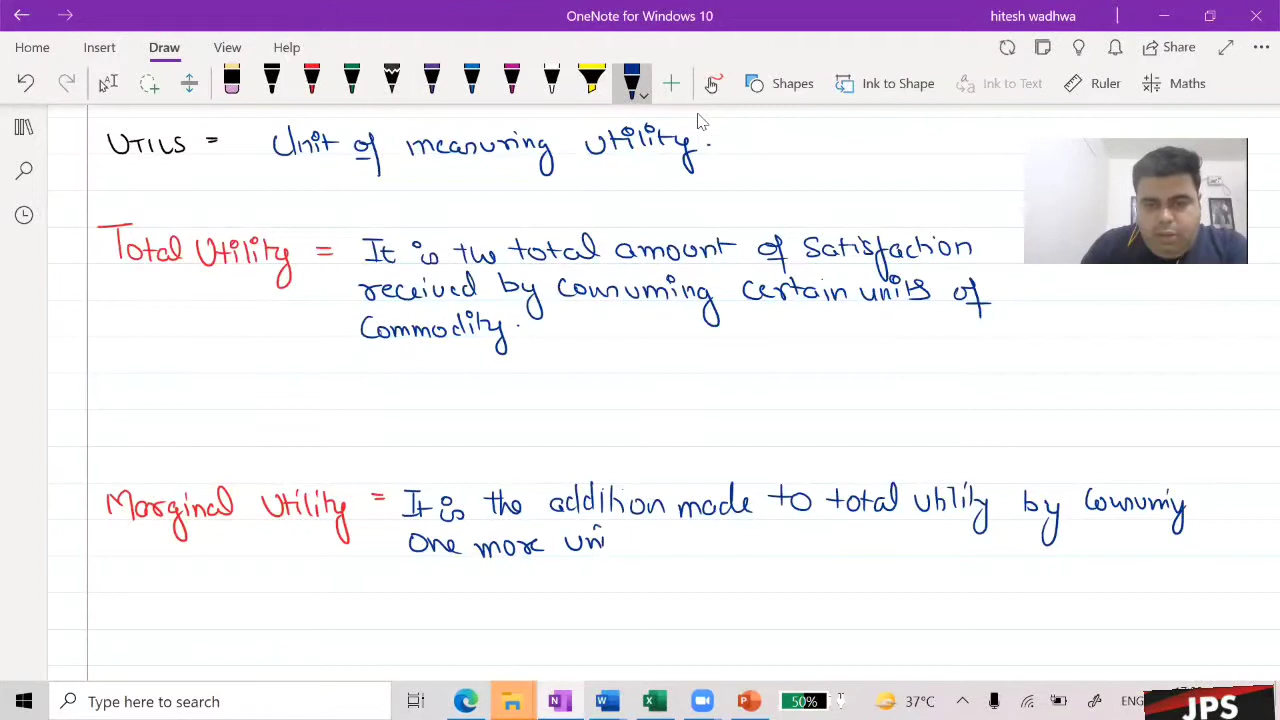 OneNote for Windows 10
hitesh wadhwa
Home Insert Draw View Help
Share
Shapes Ink to Shape Ink to Text Ruler Maths
UTILS = Unit of measuring utility.
Total Utility = It is the total amount of satisfaction
received by consuming certain units of
Commodity.
Marginal Utility = It is the addition made to total utility by consuming
one more uni
Type here to search
50%
37°C
ENG
JPS